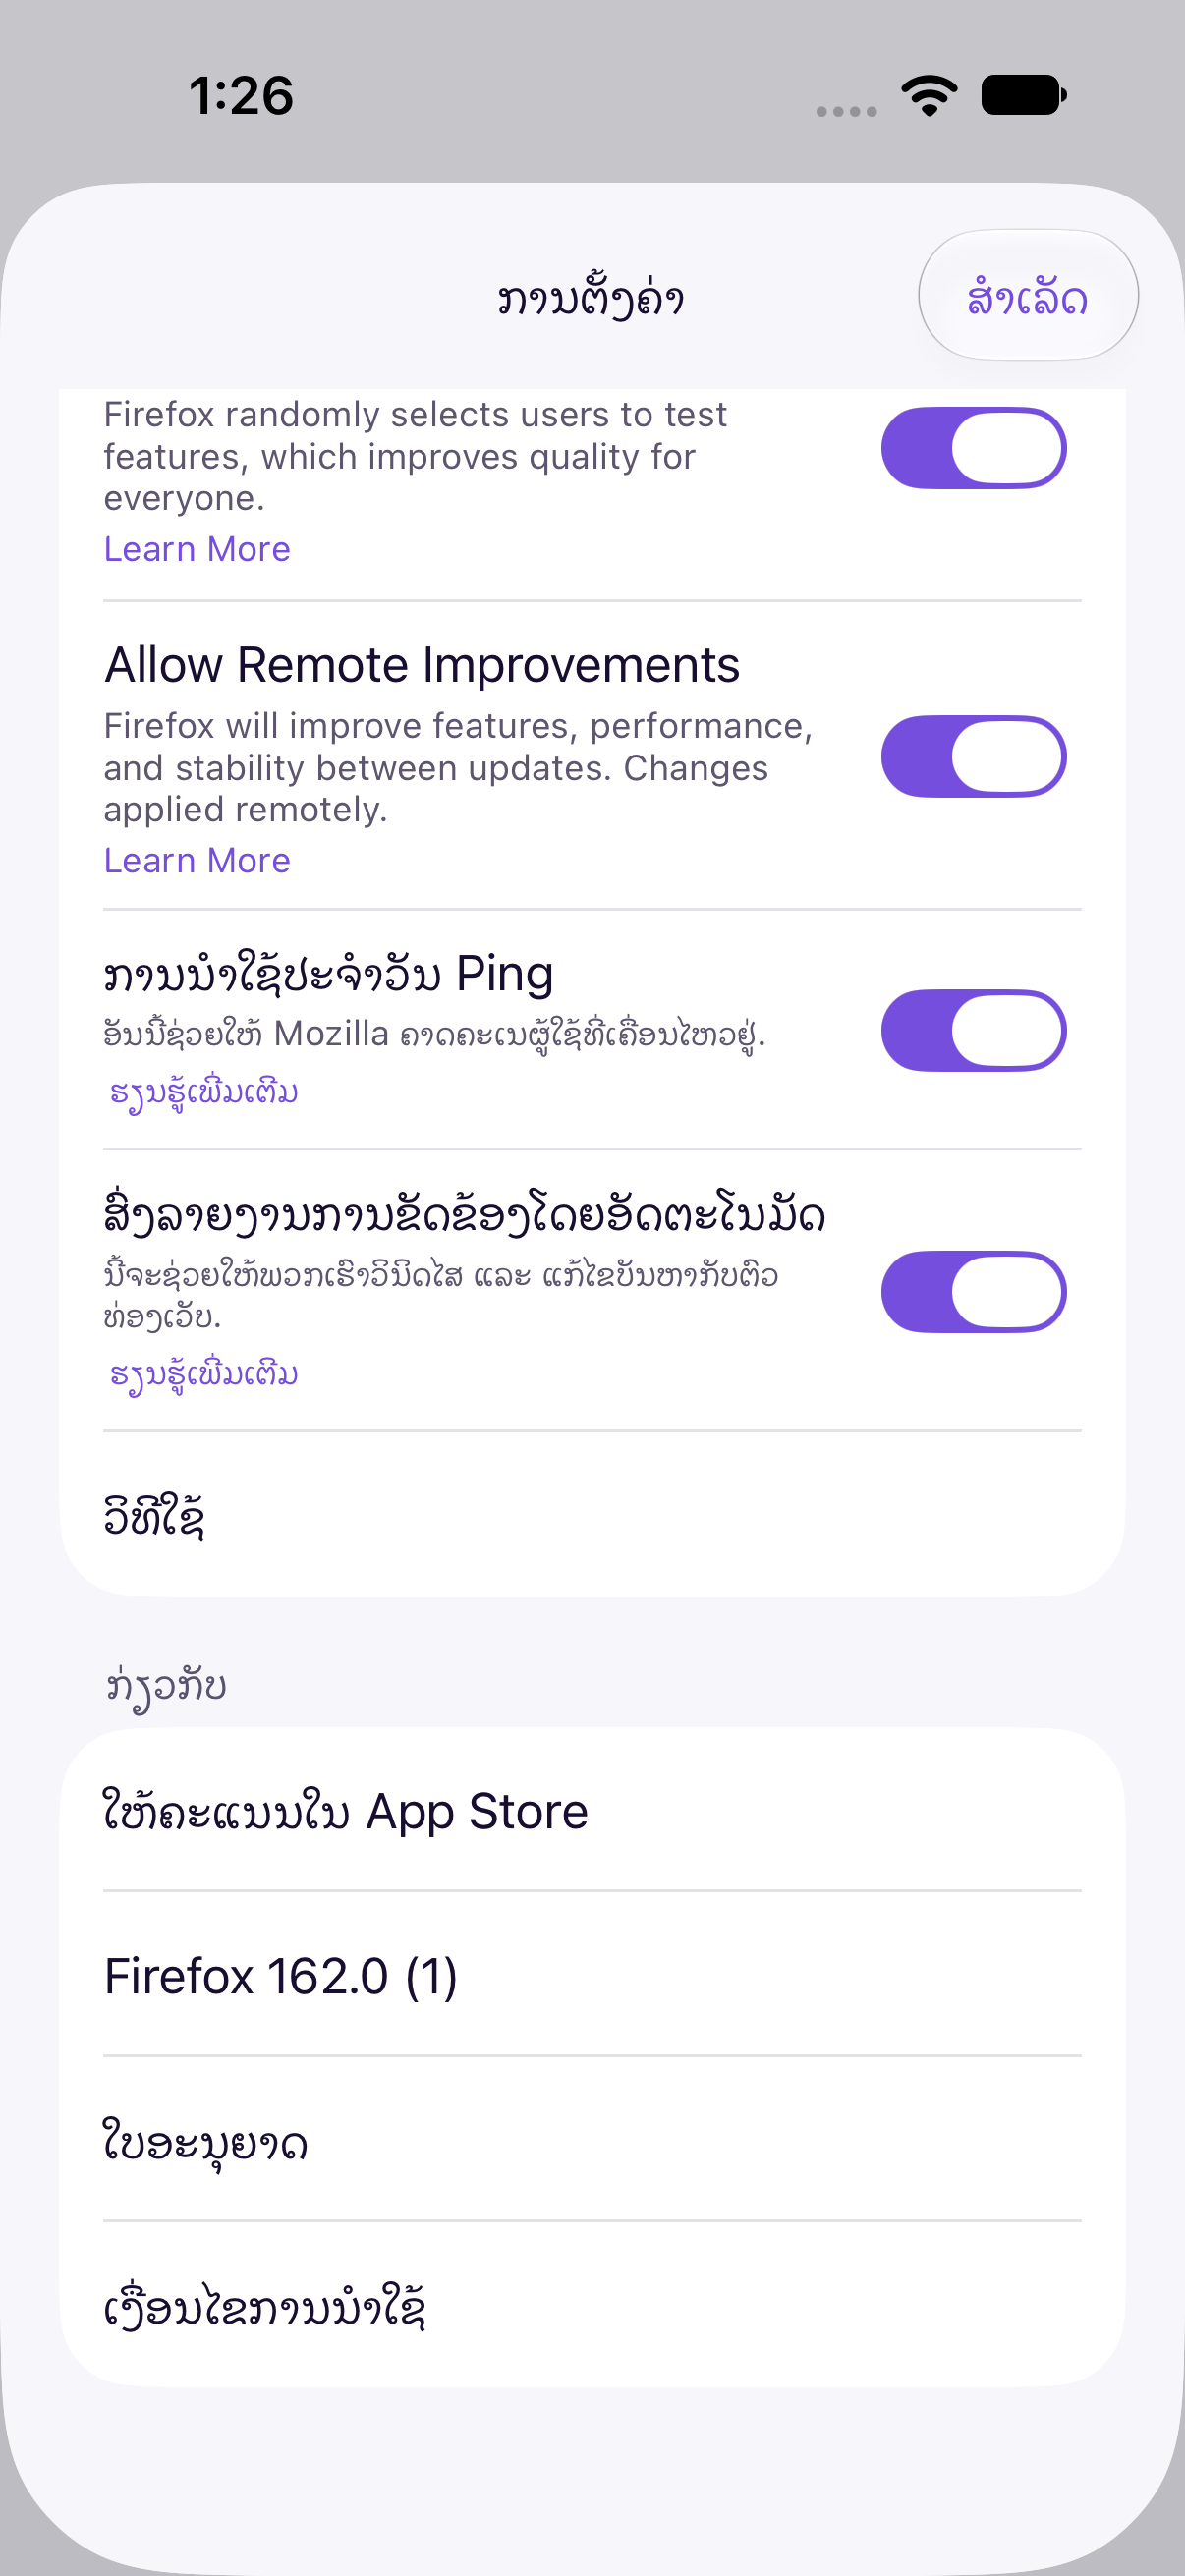 1:26
ການຕັ້ງຄ່າ
ສຳເລັດ
Firefox randomly selects users to test
features, which improves quality for
everyone.
Learn More
Allow Remote Improvements
Firefox will improve features, performance,
and stability between updates. Changes
applied remotely.
Learn More
ການນຳໃຊ້ປະຈຳວັນ Ping
ອັນນີ້ຊ່ວຍໃຫ້ Mozilla ຄາດຄະເນຜູ້ໃຊ້ທີ່ເຄື່ອນໄຫວຢູ່.
ຮຽນຮູ້ເພີ່ມເຕີມ
ສົ່ງລາຍງານການຂັດຂ້ອງໂດຍອັດຕະໂນມັດ
ນີ້ຈະຊ່ວຍໃຫ້ພວກເຮົາວິນິດໄສ ແລະ ແກ້ໄຂບັນຫາກັບຕົວ
ທ່ອງເວັບ.
ຮຽນຮູ້ເພີ່ມເຕີມ
ວິທີໃຊ້
ກ່ຽວກັບ
ໃຫ້ຄະແນນໃນ App Store
Firefox 162.0 (1)
ໃບອະນຸຍາດ
ເງື່ອນໄຂການນຳໃຊ້